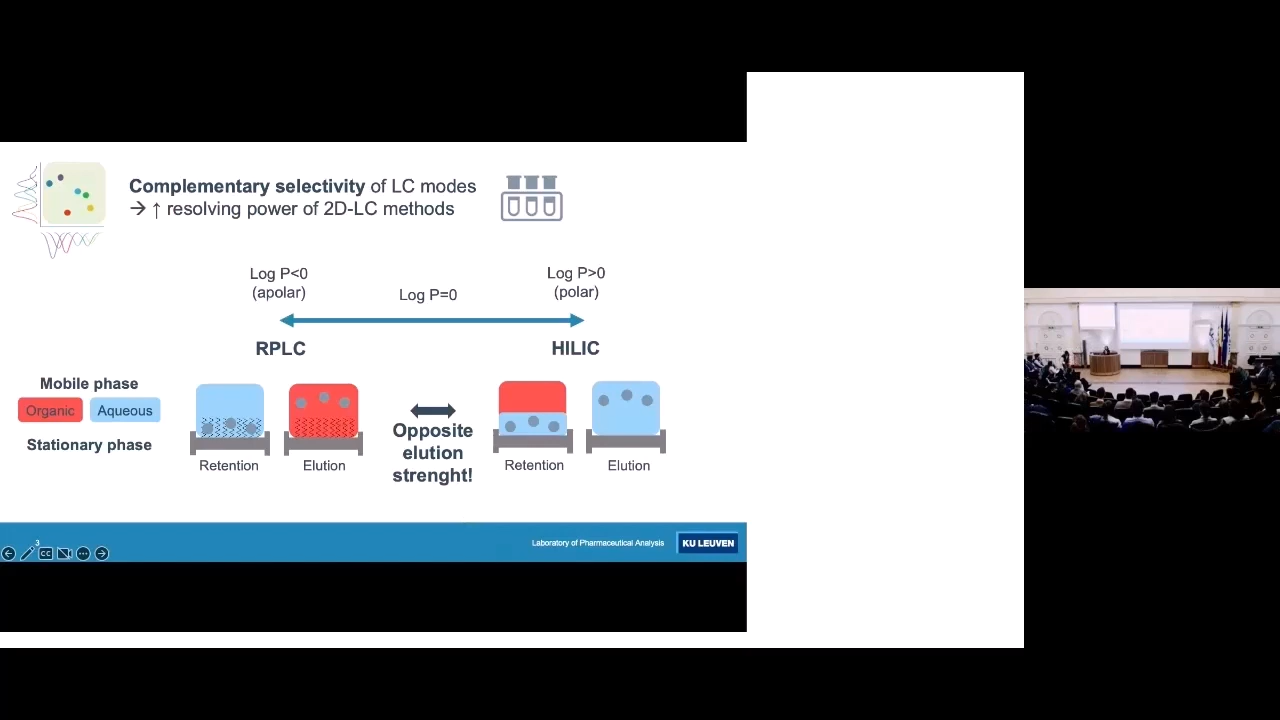 Complementary selectivity of LC modes
→ ↑ resolving power of 2D-LC methods
Log P<0
(apolar)
Log P=0
Log P>0
(polar)
RPLC
HILIC
Mobile phase
Organic
Aqueous
Stationary phase
Retention
Elution
Opposite
elution
strenght!
Retention
Elution
3
CC
Laboratory of Pharmaceutical Analysis
KU LEUVEN